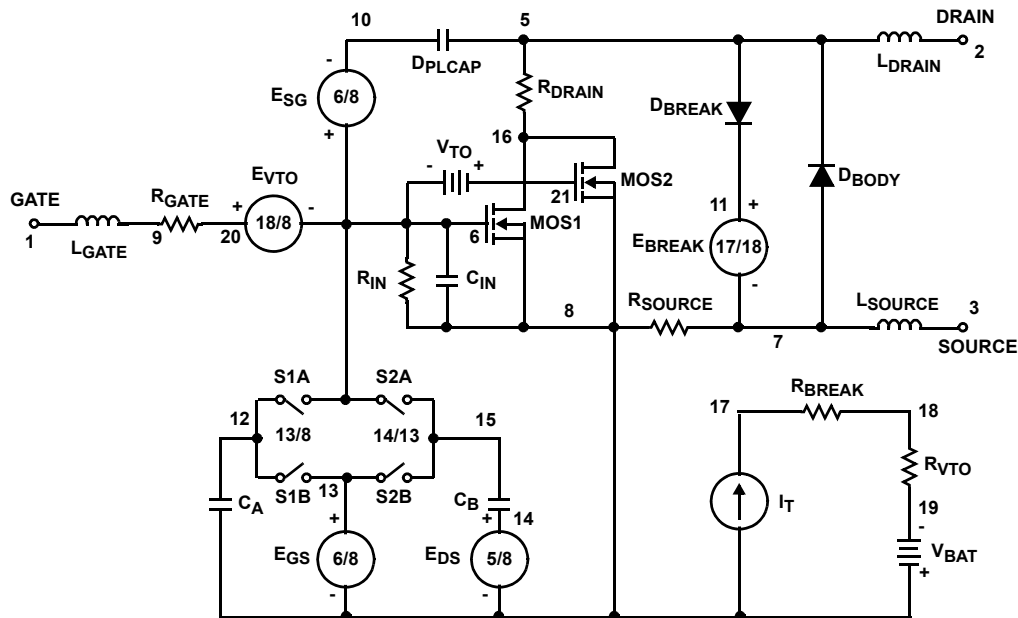 10
5
DRAIN
2
DPLCAP
LDRAIN
ESG
-
6/8
+
RDRAIN
DBREAK
16
VTO
- +
MOS2
DBODY
EVTO
GATE
RGATE
+ 18/8 -
21
MOS1
11 +
1
LGATE
9
20
6
EBREAK
17/18
-
RIN
CIN
8
RSOURCE
LSOURCE
3
7
SOURCE
S1A
S2A
RBREAK
12
13/8
14/13
15
17
18
RVTO
S1B
13
S2B
CA
CB
+
+ 14
IT
19
-
EGS
6/8
EDS
5/8
VBAT
+
-
-